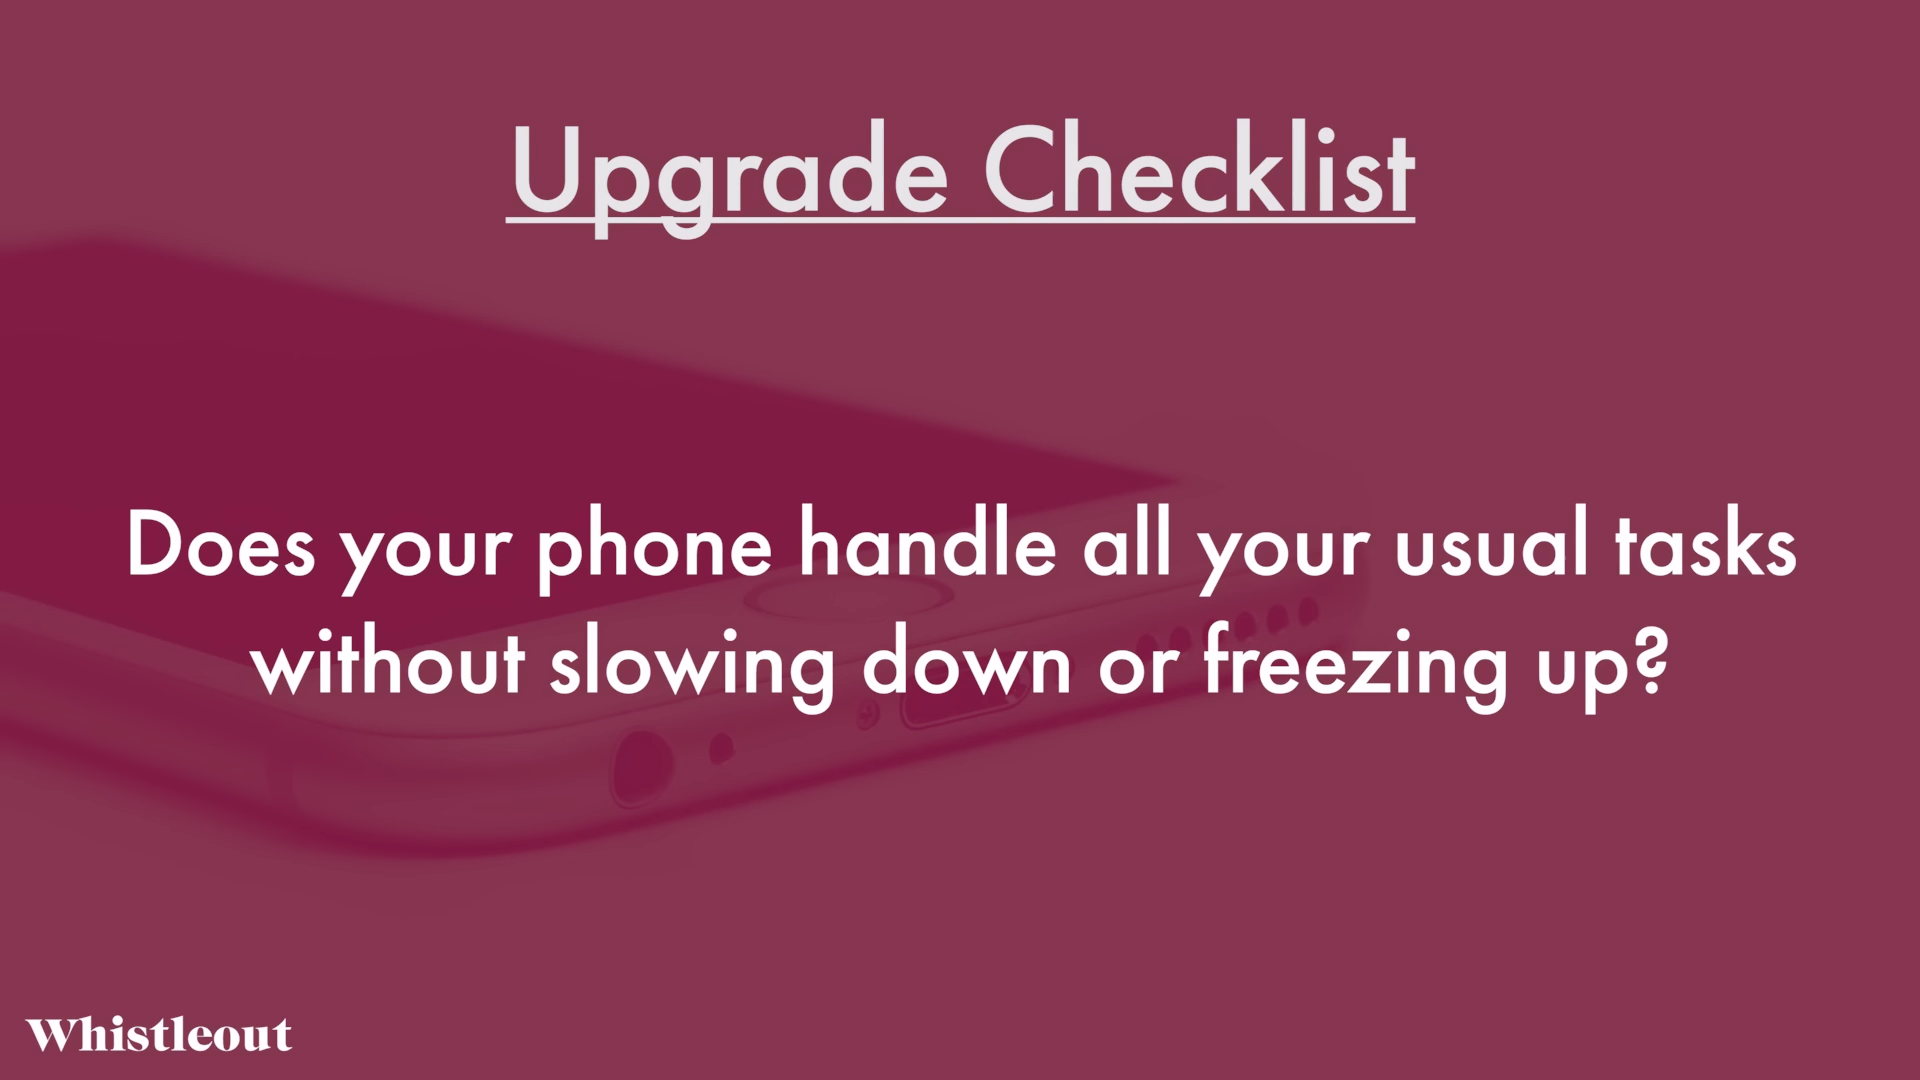 Upgrade Checklist
Does your phone handle all your usual tasks
without slowing down or freezing up?
Whistleout